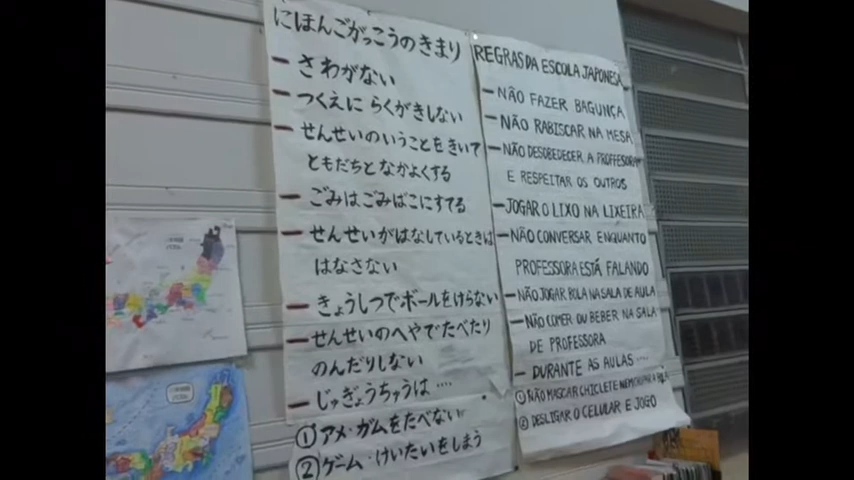 にほんごがっこうのきまり
ー さわがない
ー つくえに らくがきしない
ー せんせいのいうことをきいて
ともだちとなかよくする
ー ごみはごみばこにすてる
ー せんせいがはなしているときは
はなさない
ー きょうしつでボールをけらない
ー せんせいのへやでたべたり
のんだりしない
ー じゅぎょうちゅうは ‥‥
① アメ・ガムをたべない
② ゲーム・けいたいをしまう
REGRAS DA ESCOLA JAPONESA
- NÃO FAZER BAGUNÇA
- NÃO RABISCAR NA MESA
- NÃO DESOBEDECER A PROFFESORA
E RESPEITAR OS OUTROS
- JOGAR O LIXO NA LIXEIRA
- NÃO CONVERSAR ENQUANTO
PROFESSORA ESTÁ FALANDO
- NÃO JOGAR BOLA NA SALA DE AULA
- NÃO COMER OU BEBER NA SALA
DE PROFESSORA
- DURANTE AS AULAS ....
① NÃO MASCAR CHICLETE NEM
② DESLIGAR O CELULAR E JOGO